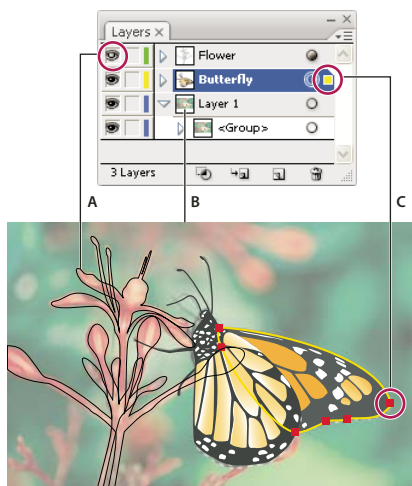 Layers ×
Flower
Butterfly
Layer 1
<Group>
3 Layers
A B C